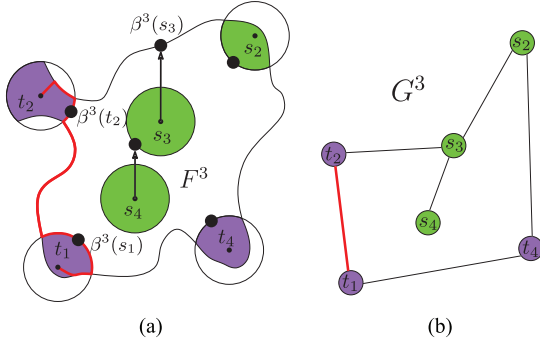 β³(s₃)
s₂
t₂
β³(t₂)
s₃
F³
s₄
β³(s₁)
t₁
t₄
(a)
s₂
G³
s₃
t₂
s₄
t₄
t₁
(b)